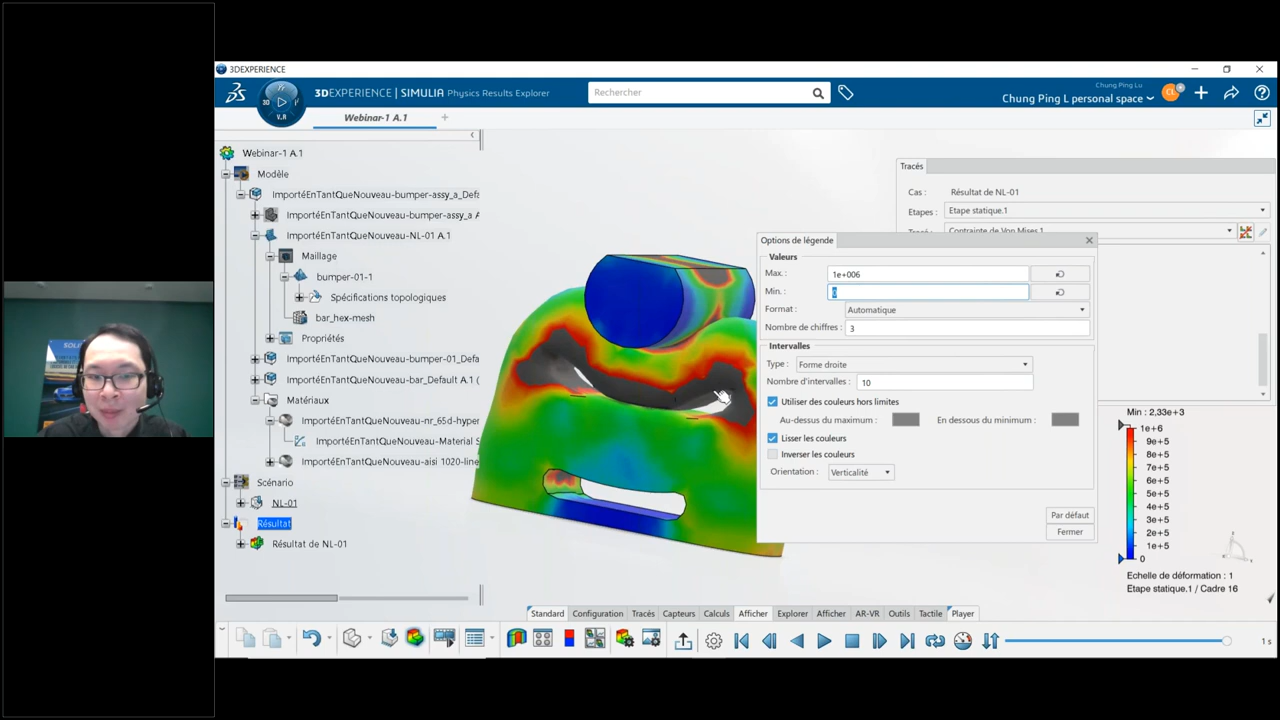 3DEXPERIENCE
3DEXPERIENCE | SIMULIA Physics Results Explorer
Rechercher
Chung Ping Lu
Chung Ping L personal space
3D
V.R
Webinar-1 A.1
Webinar-1 A.1
Modèle
ImportéEnTantQueNouveau-bumper-assy_a_Defa
ImportéEnTantQueNouveau-bumper-assy_a A
ImportéEnTantQueNouveau-NL-01 A.1
Maillage
bumper-01-1
Spécifications topologiques
bar_hex-mesh
Propriétés
ImportéEnTantQueNouveau-bumper-01_Defa
ImportéEnTantQueNouveau-bar_Default A.1 (
Matériaux
ImportéEnTantQueNouveau-nr_65d-hyper
ImportéEnTantQueNouveau-Material S
ImportéEnTantQueNouveau-aisi 1020-line
Scénario
NL-01
Résultat
Résultat de NL-01
Tracés
Cas : Résultat de NL-01
Etapes : Etape statique.1
Tracé : Contrainte de Von Mises.1
Options de légende
Valeurs
Max. : 1e+006
Min. : 0
Format : Automatique
Nombre de chiffres : 3
Intervalles
Type : Forme droite
Nombre d'intervalles : 10
Utiliser des couleurs hors limites
Au-dessus du maximum : En dessous du minimum :
Lisser les couleurs
Inverser les couleurs
Orientation : Verticalité
Par défaut
Fermer
Min : 2,33e+3
1e+6
9e+5
8e+5
7e+5
6e+5
5e+5
4e+5
3e+5
2e+5
1e+5
0
Echelle de déformation : 1
Etape statique.1 / Cadre 16
Standard Configuration Tracés Capteurs Calculs Afficher Explorer Afficher AR-VR Outils Tactile Player
1 s